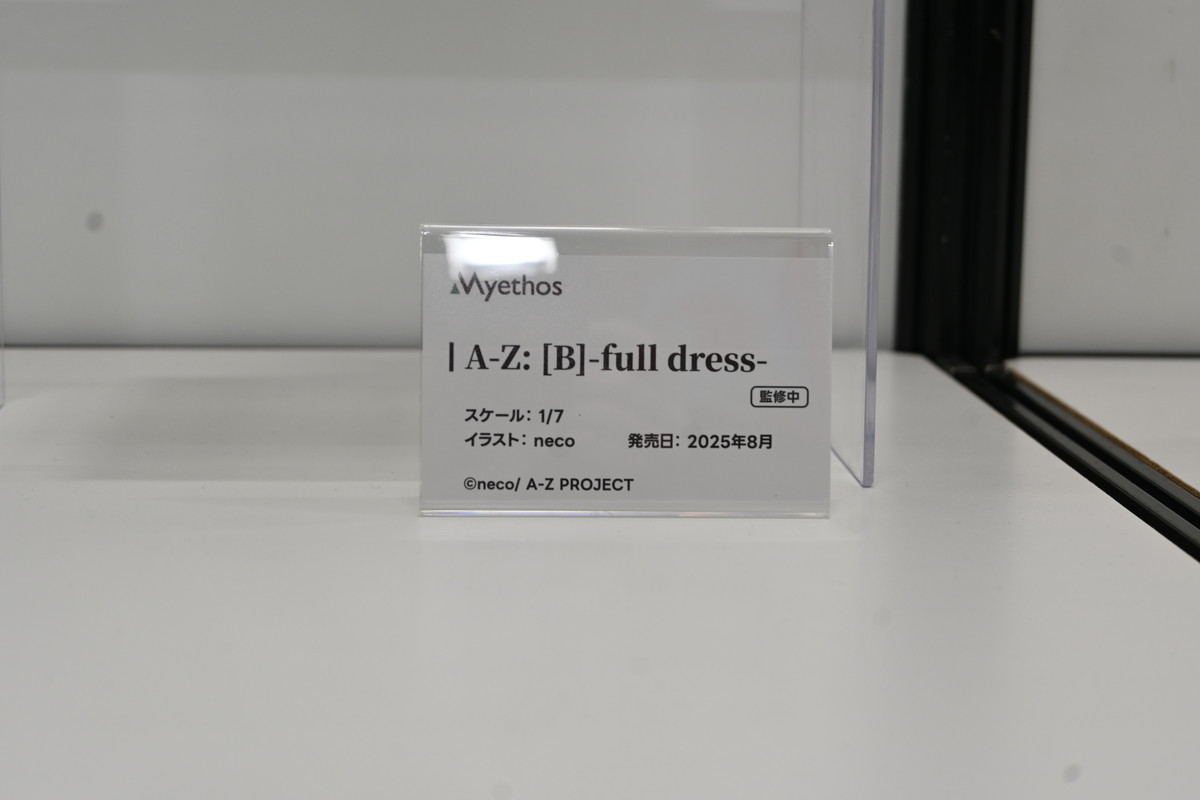 Myethos
A-Z: [B]-full dress-
監修中
スケール: 1/7
イラスト: neco 発売日: 2025年8月
©neco/ A-Z PROJECT